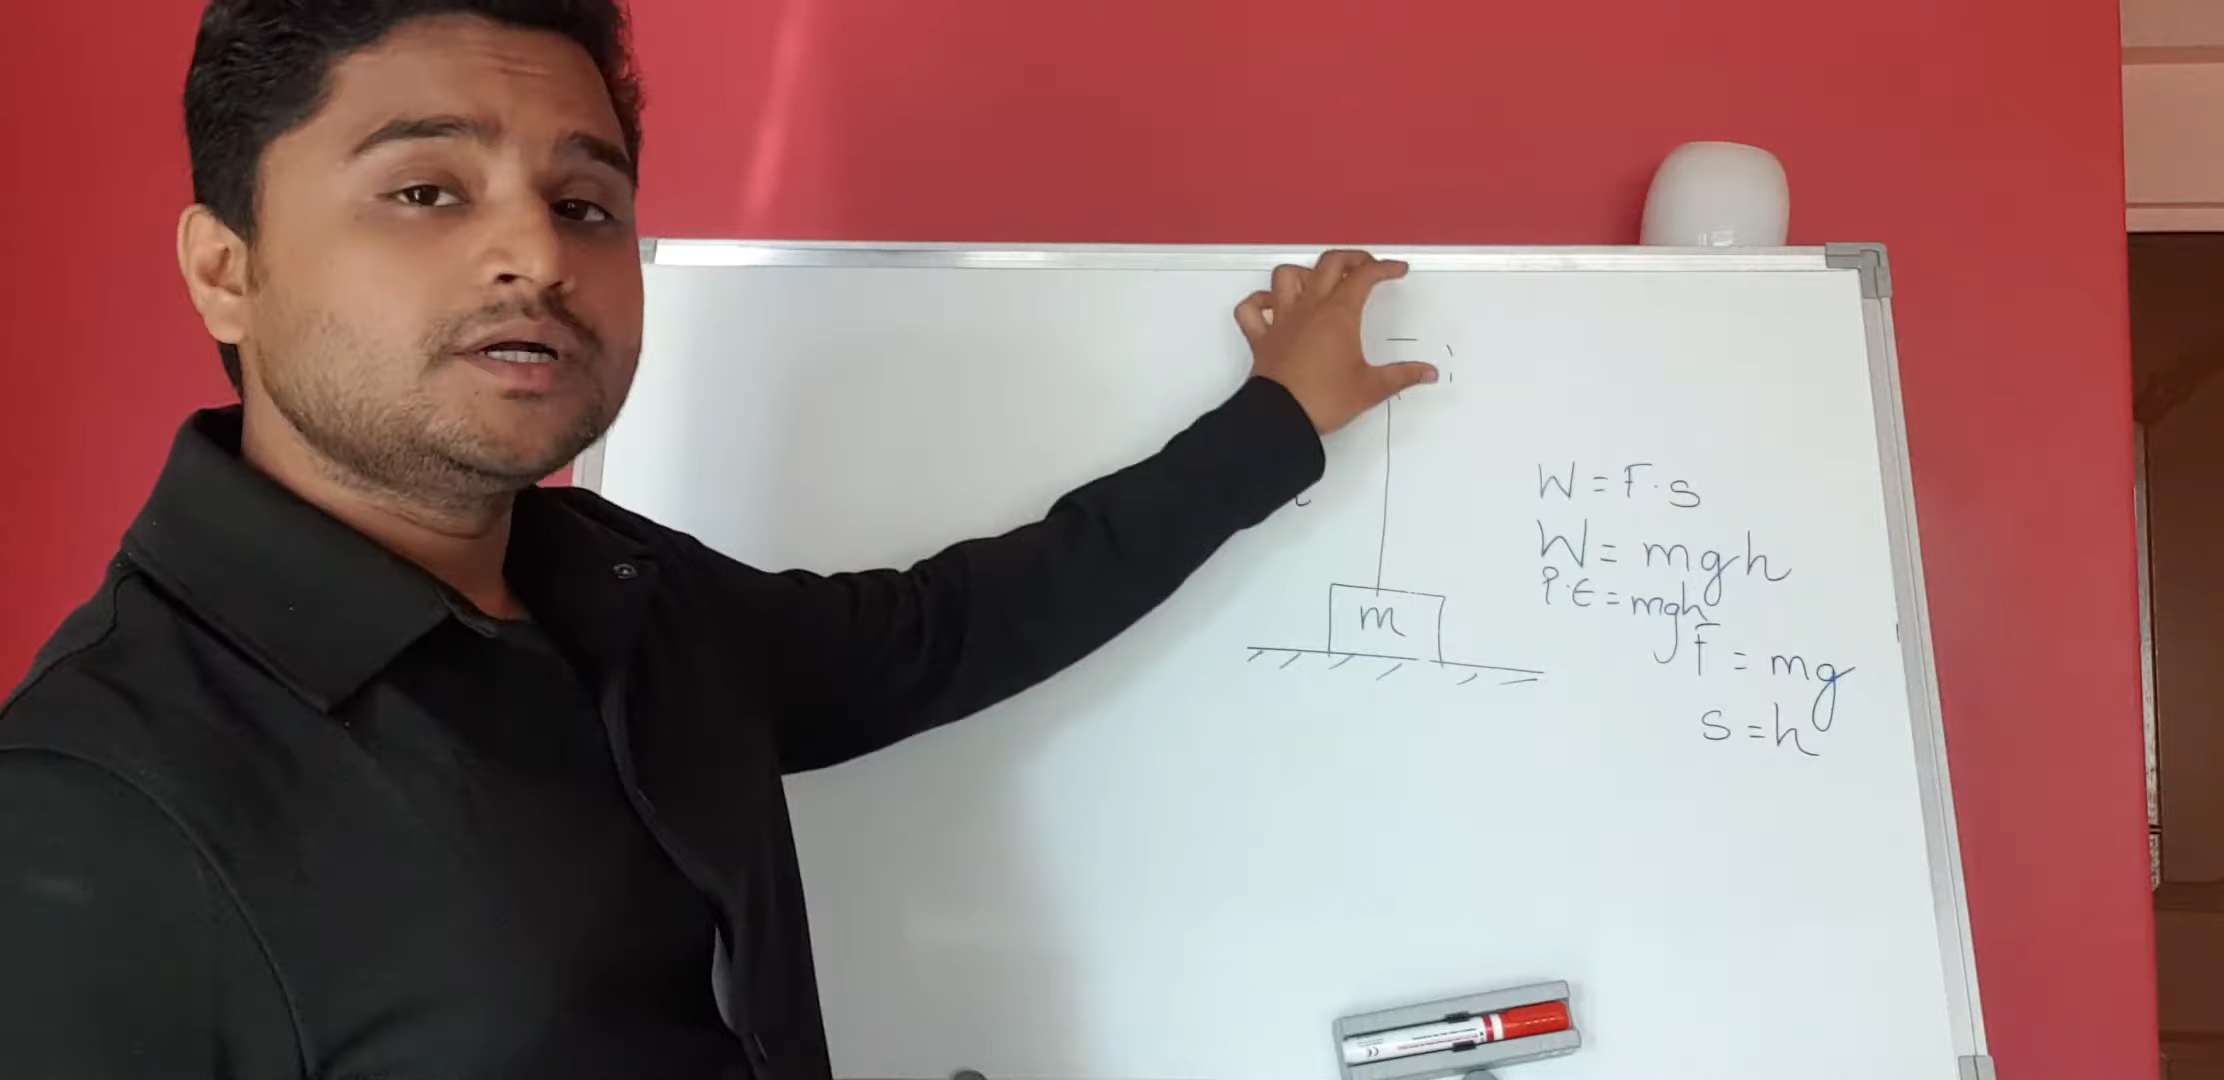 W = F · s
W = mgh
P·E = mgh
F = mg
s = h
m